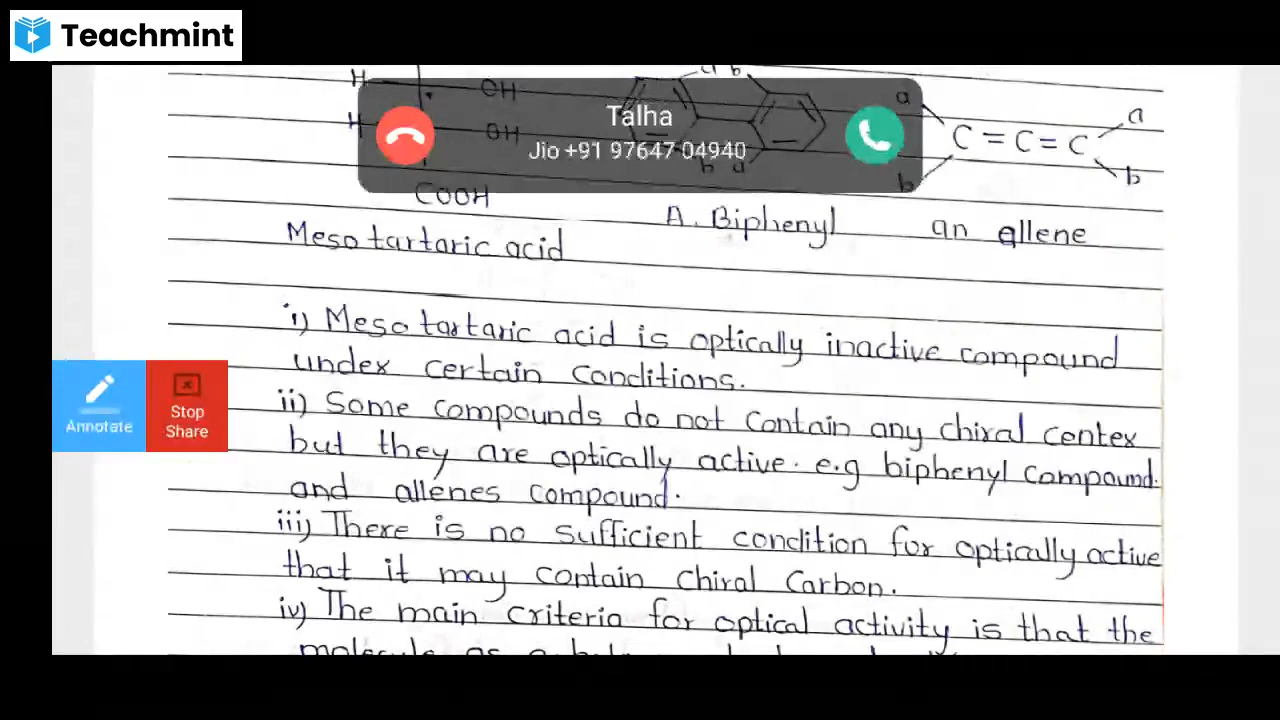 Teachmint
H OH
a b
a
a
Talha
H OH
C = C = C
Jio +91 97647 04940
b a
b
b
COOH
A. Biphenyl
an allene
Meso tartaric acid
i) Meso tartaric acid is optically inactive compound
under certain conditions.
ii) Some compounds do not contain any chiral center
but they are optically active. e.g biphenyl compound.
and allenes compound.
iii) There is no sufficient condition for optically active
that it may contain chiral carbon.
iv) The main criteria for optical activity is that the
molecule as a
Annotate
Stop
Share